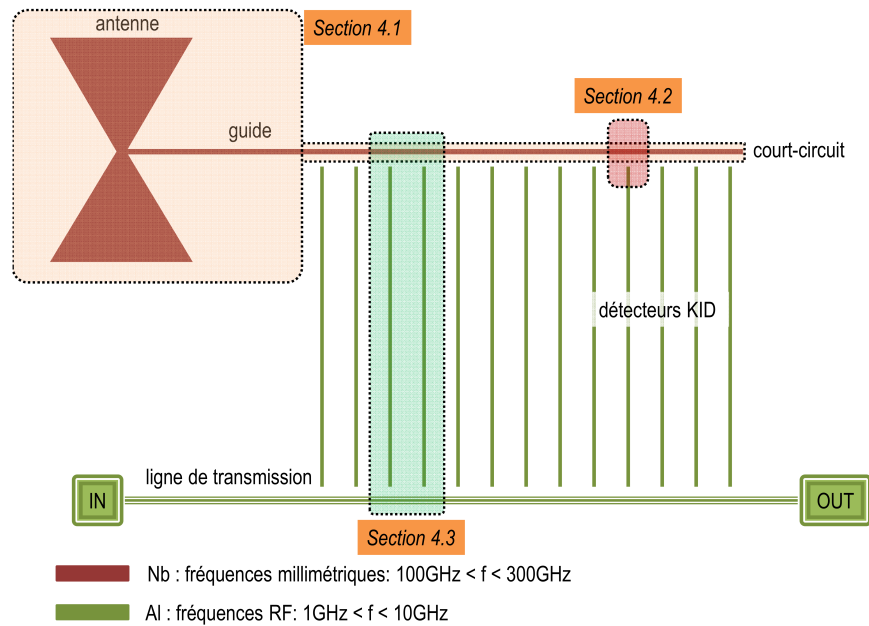 antenne
Section 4.1
Section 4.2
guide
court-circuit
détecteurs KID
ligne de transmission
IN
OUT
Section 4.3
Nb : fréquences millimétriques: 100GHz < f < 300GHz
Al : fréquences RF: 1GHz < f < 10GHz